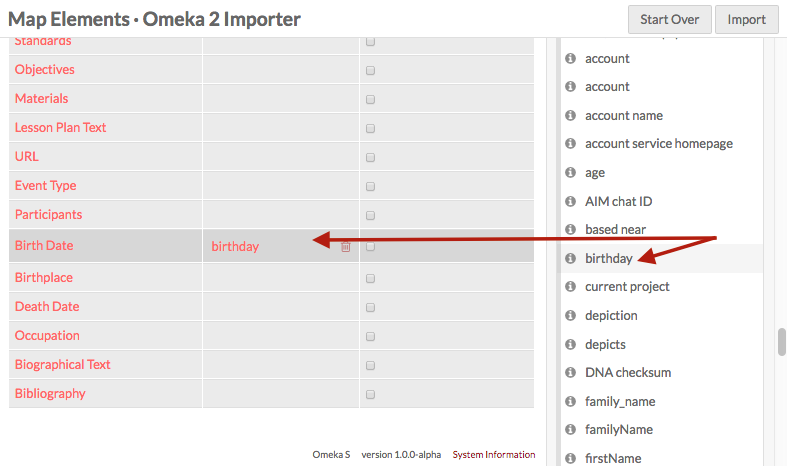 Map Elements · Omeka 2 Importer
Start Over
Import
Standards
Objectives
Materials
Lesson Plan Text
URL
Event Type
Participants
Birth Date
birthday
Birthplace
Death Date
Occupation
Biographical Text
Bibliography
account
account
account name
account service homepage
age
AIM chat ID
based near
birthday
current project
depiction
depicts
DNA checksum
family_name
familyName
firstName
Omeka S version 1.0.0-alpha System Information